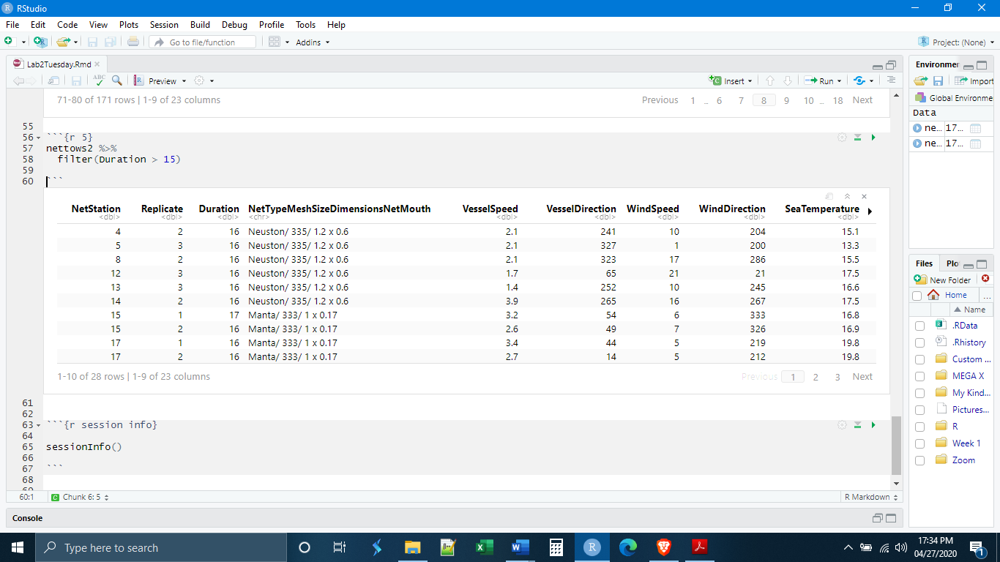 RStudio
File Edit Code View Plots Session Build Debug Profile Tools Help
Go to file/function Addins Project: (None)
Lab2Tuesday.Rmd
ABC Preview Insert Run
71-80 of 171 rows | 1-9 of 23 columns Previous 1 ... 6 7 8 9 10 ... 18 Next
55
56 ```{r 5}
57 nettows2 %>%
58 filter(Duration > 15)
59
60 ```
NetStation Replicate Duration NetTypeMeshSizeDimensionsNetMouth VesselSpeed VesselDirection WindSpeed WindDirection SeaTemperature
<dbl> <dbl> <dbl> <chr> <dbl> <dbl> <dbl> <dbl> <dbl>
4 2 16 Neuston/ 335/ 1.2 x 0.6 2.1 241 10 204 15.1
5 3 16 Neuston/ 335/ 1.2 x 0.6 2.1 327 1 200 13.3
8 2 16 Neuston/ 335/ 1.2 x 0.6 2.1 323 17 286 15.5
12 3 16 Neuston/ 335/ 1.2 x 0.6 1.7 65 21 21 17.5
13 3 16 Neuston/ 335/ 1.2 x 0.6 1.4 252 10 245 16.6
14 2 16 Neuston/ 335/ 1.2 x 0.6 3.9 265 16 267 17.5
15 1 17 Manta/ 333/ 1 x 0.17 3.2 54 6 333 16.8
15 2 16 Manta/ 333/ 1 x 0.17 2.6 49 7 326 16.9
17 1 16 Manta/ 333/ 1 x 0.17 3.4 44 5 219 19.8
17 2 16 Manta/ 333/ 1 x 0.17 2.7 14 5 212 19.8
1-10 of 28 rows | 1-9 of 23 columns Previous 1 2 3 Next
61
62
63 ```{r session info}
64
65 sessionInfo()
66
67 ```
68
69
60:1 Chunk 6: 5 R Markdown
Console
Environmer
Import
Global Environme
Data
ne... 17...
ne... 17...
Files Plo
New Folder
Home ...
Name
.RData
.Rhistory
Custom ...
MEGA X
My Kind...
Pictures...
R
Week 1
Zoom
Type here to search
17:34 PM
04/27/2020
1